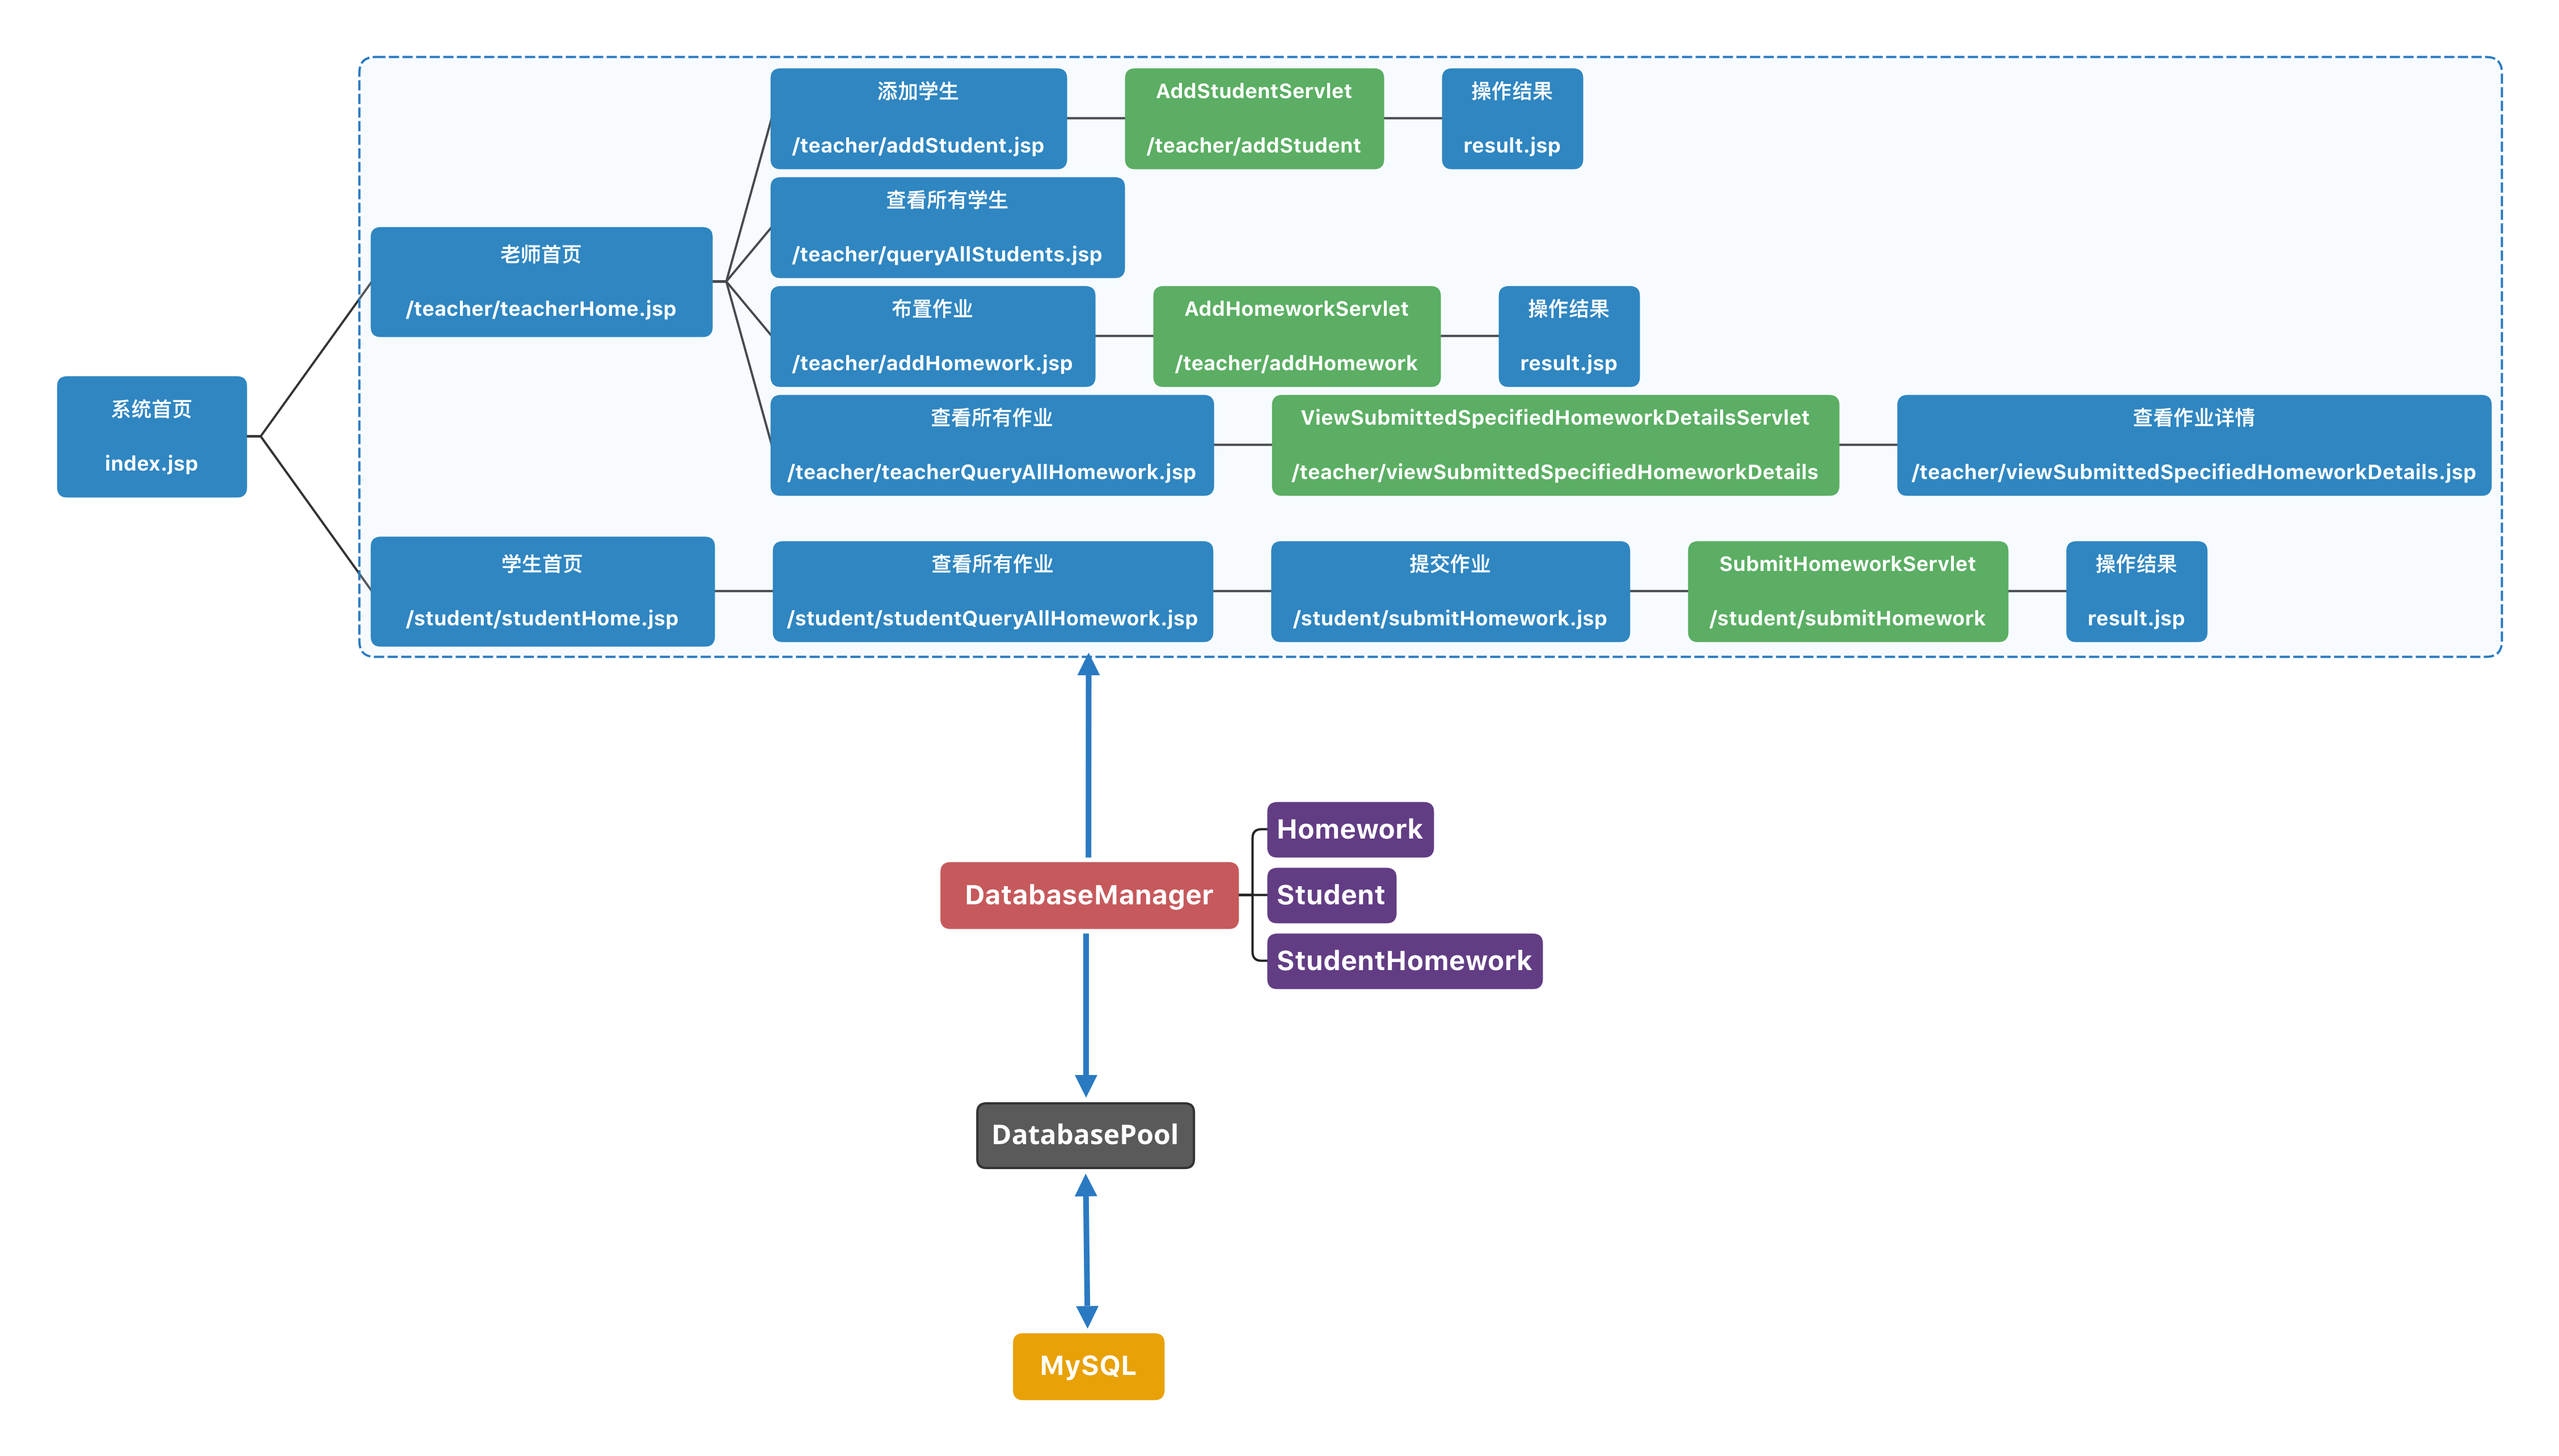 系统首页
index.jsp
老师首页
/teacher/teacherHome.jsp
添加学生
/teacher/addStudent.jsp
AddStudentServlet
/teacher/addStudent
操作结果
result.jsp
查看所有学生
/teacher/queryAllStudents.jsp
布置作业
/teacher/addHomework.jsp
AddHomeworkServlet
/teacher/addHomework
操作结果
result.jsp
查看所有作业
/teacher/teacherQueryAllHomework.jsp
ViewSubmittedSpecifiedHomeworkDetailsServlet
/teacher/viewSubmittedSpecifiedHomeworkDetails
查看作业详情
/teacher/viewSubmittedSpecifiedHomeworkDetails.jsp
学生首页
/student/studentHome.jsp
查看所有作业
/student/studentQueryAllHomework.jsp
提交作业
/student/submitHomework.jsp
SubmitHomeworkServlet
/student/submitHomework
操作结果
result.jsp
DatabaseManager
Homework
Student
StudentHomework
DatabasePool
MySQL